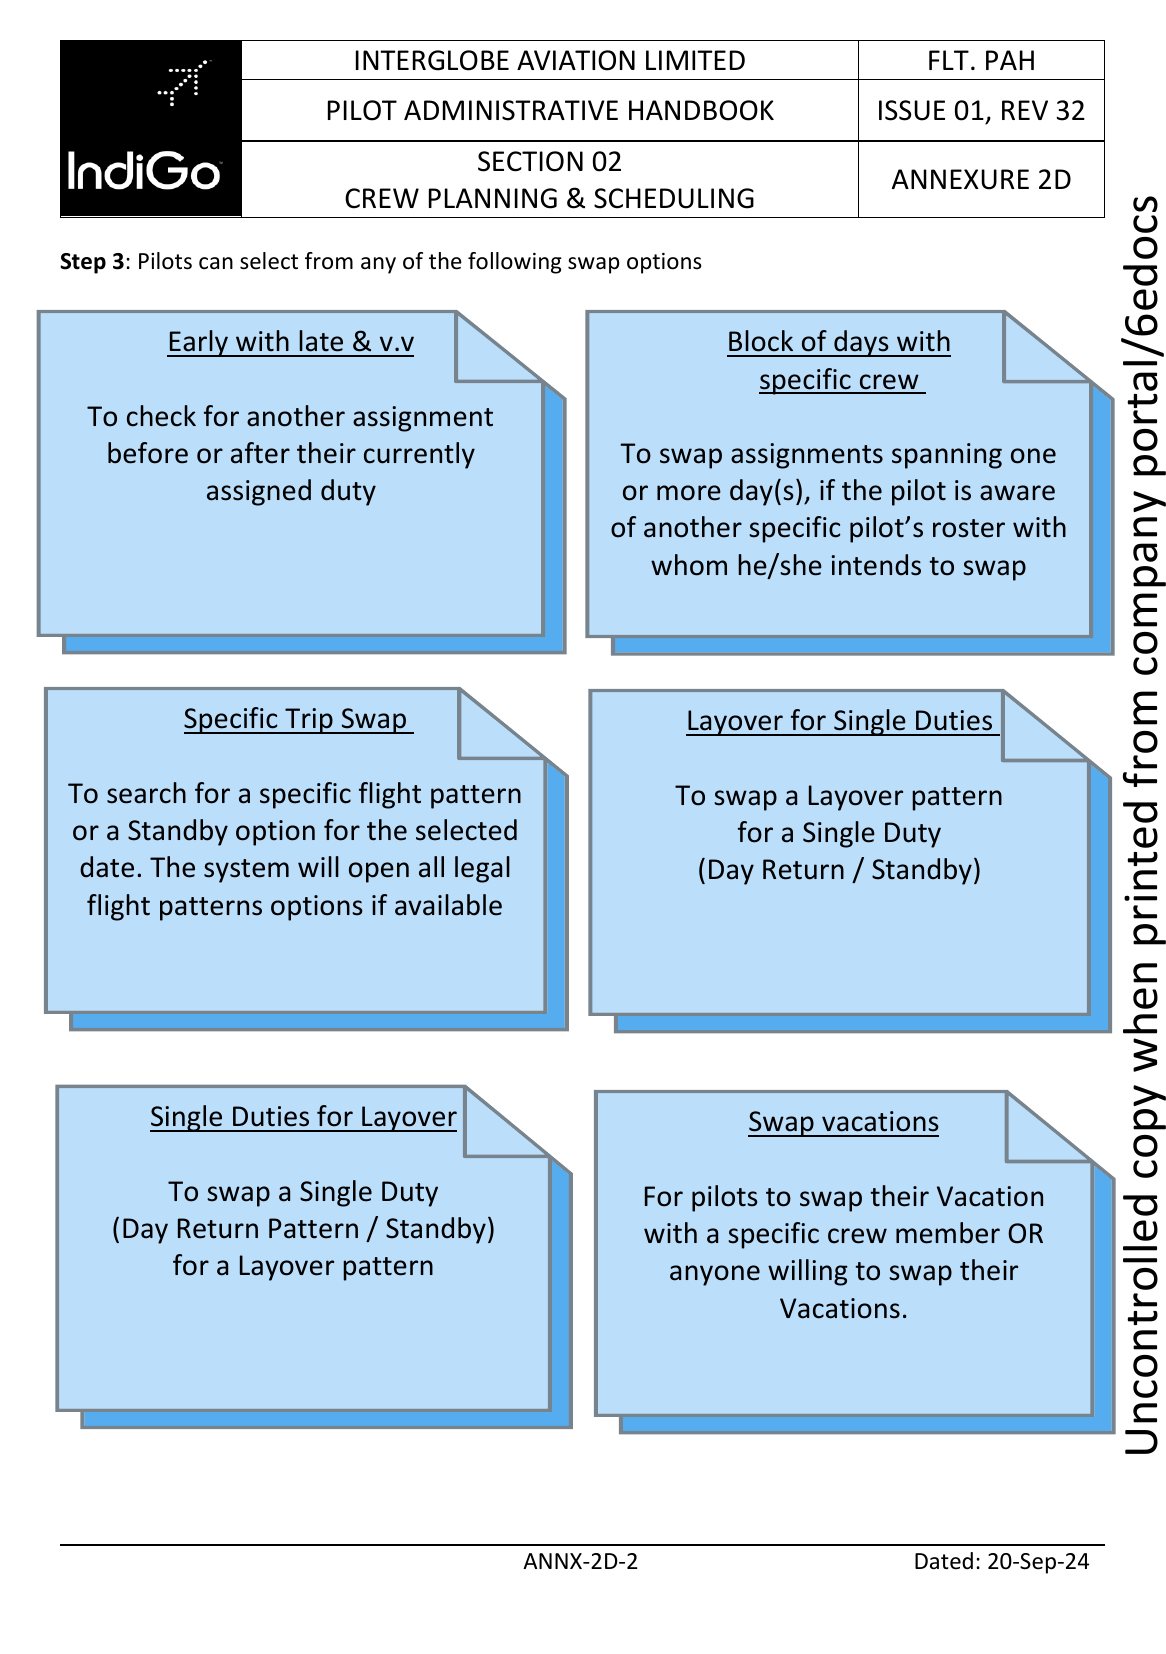 IndiGo
INTERGLOBE AVIATION LIMITED
FLT. PAH
PILOT ADMINISTRATIVE HANDBOOK
ISSUE 01, REV 32
SECTION 02
CREW PLANNING & SCHEDULING
ANNEXURE 2D
Step 3: Pilots can select from any of the following swap options
Early with late & v.v
To check for another assignment
before or after their currently
assigned duty
Block of days with
specific crew
To swap assignments spanning one
or more day(s), if the pilot is aware
of another specific pilot’s roster with
whom he/she intends to swap
Specific Trip Swap
To search for a specific flight pattern
or a Standby option for the selected
date. The system will open all legal
flight patterns options if available
Layover for Single Duties
To swap a Layover pattern
for a Single Duty
(Day Return / Standby)
Single Duties for Layover
To swap a Single Duty
(Day Return Pattern / Standby)
for a Layover pattern
Swap vacations
For pilots to swap their Vacation
with a specific crew member OR
anyone willing to swap their
Vacations.
Uncontrolled copy when printed from company portal/6edocs
ANNX-2D-2
Dated: 20-Sep-24